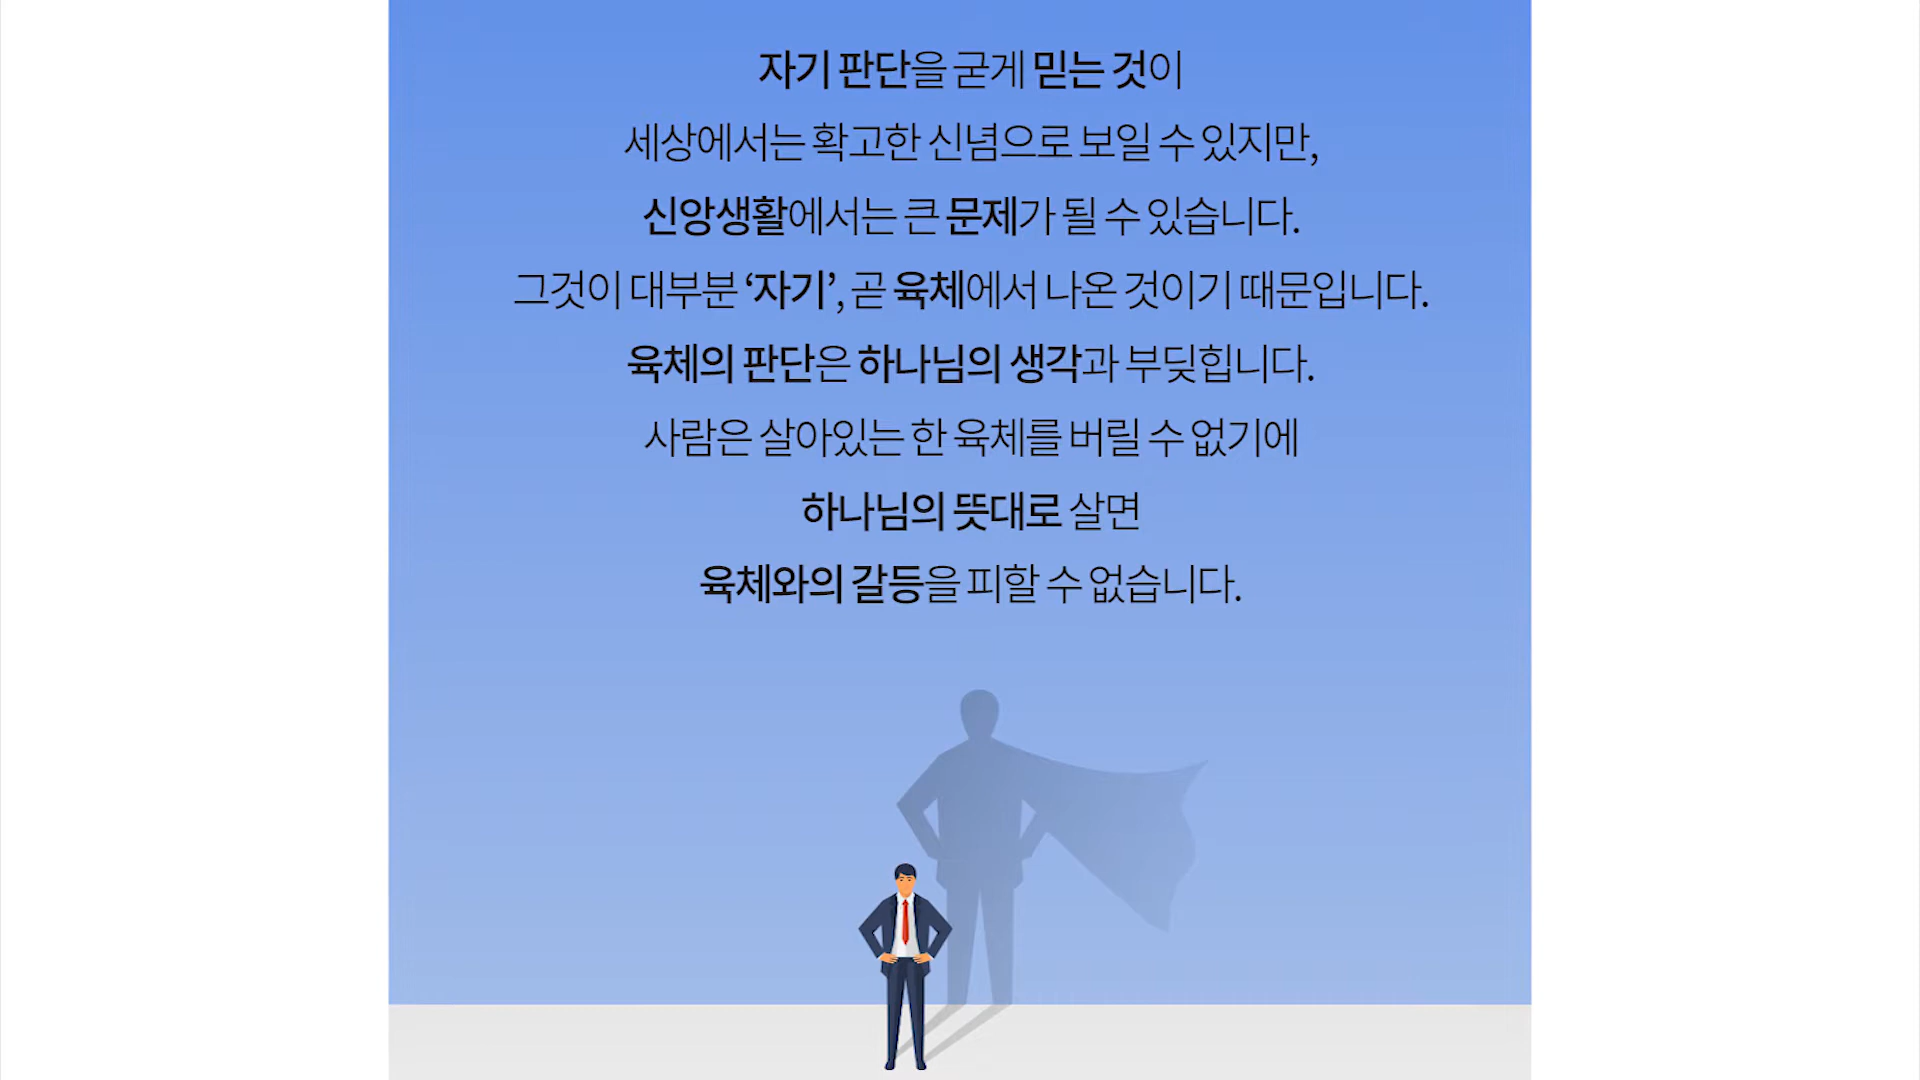 자기 판단을 굳게 믿는 것이
세상에서는 확고한 신념으로 보일 수 있지만,
신앙생활에서는 큰 문제가 될 수 있습니다.
그것이 대부분 ‘자기’, 곧 육체에서 나온 것이기 때문입니다.
육체의 판단은 하나님의 생각과 부딪힙니다.
사람은 살아있는 한 육체를 버릴 수 없기에
하나님의 뜻대로 살면
육체와의 갈등을 피할 수 없습니다.